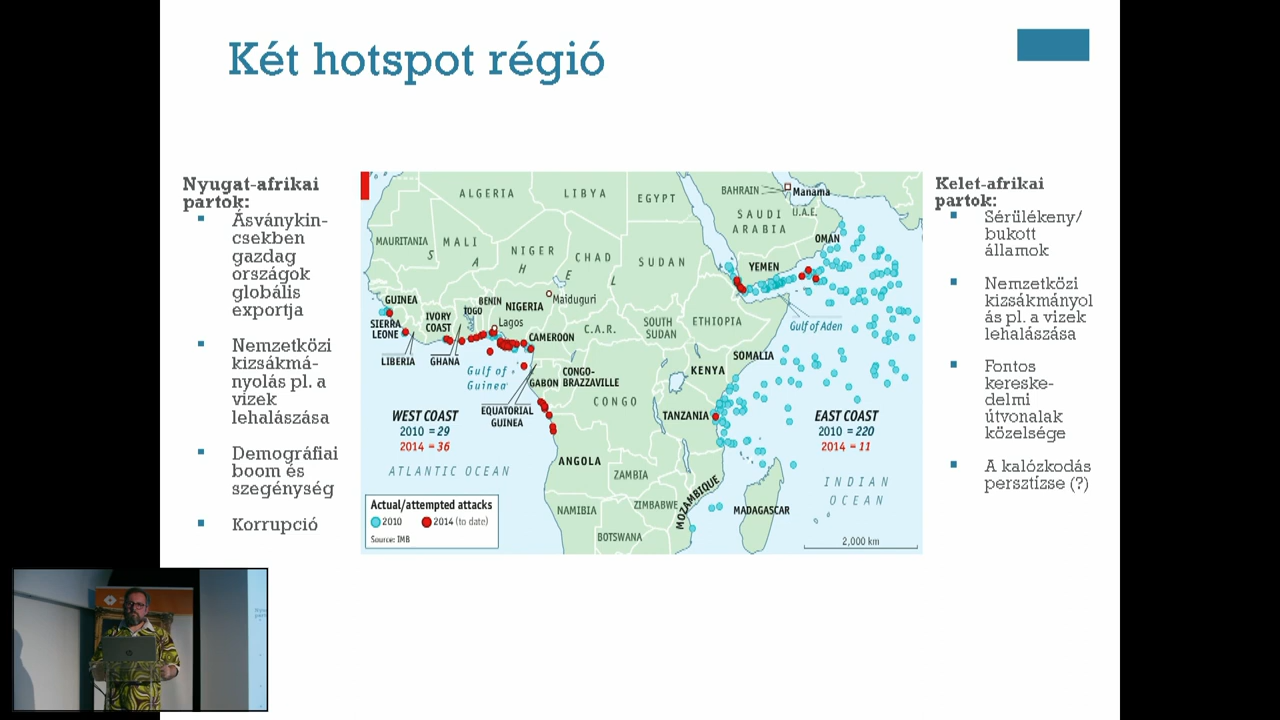 Két hotspot régió
Nyugat-afrikai
partok:
Ásványkin-
csekben
gazdag
országok
globális
exportja
Nemzetközi
kizsákmá-
nyolás pl. a
vizek
lehalászása
Demográfiai
boom és
szegénység
Korrupció
ALGERIA
LIBYA
EGYPT
BAHRAIN
Manama
SAUDI
ARABIA
U.A.E.
OMAN
MAURITANIA
MALI
NIGER
CHAD
SUDAN
YEMEN
S A H E L
GUINEA
SIERRA
LEONE
LIBERIA
IVORY
COAST
GHANA
TOGO
BENIN
NIGERIA
Maiduguri
Lagos
CAMEROON
C.A.R.
SOUTH
SUDAN
ETHIOPIA
Gulf of Aden
SOMALIA
Gulf of
Guinea
EQUATORIAL
GUINEA
GABON
CONGO-
BRAZZAVILLE
CONGO
KENYA
TANZANIA
WEST COAST
2010 = 29
2014 = 36
EAST COAST
2010 = 220
2014 = 11
ATLANTIC OCEAN
INDIAN
OCEAN
ANGOLA
ZAMBIA
NAMIBIA
ZIMBABWE
BOTSWANA
MOZAMBIQUE
MADAGASCAR
Actual/attempted attacks
2010
2014 (to date)
Source: IMB
2,000 km
Kelet-afrikai
partok:
Sérülékeny/
bukott
államok
Nemzetközi
kizsákmányol
ás pl. a vizek
lehalászása
Fontos
kereske-
delmi
útvonalak
közelsége
A kalózkodás
persztízse (?)